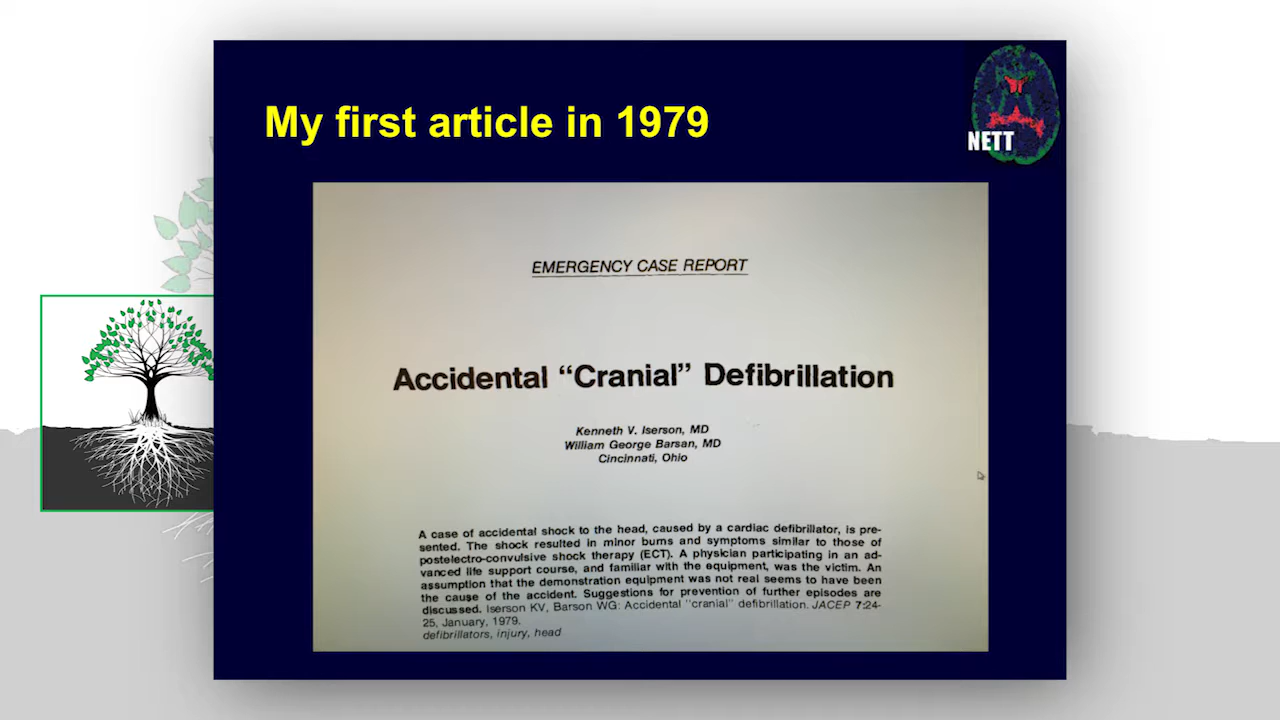 My first article in 1979
NETT
EMERGENCY CASE REPORT
Accidental “Cranial” Defibrillation
Kenneth V. Iserson, MD
William George Barsan, MD
Cincinnati, Ohio
A case of accidental shock to the head, caused by a cardiac defibrillator, is pre-
sented. The shock resulted in minor burns and symptoms similar to those of
postelectro-convulsive shock therapy (ECT). A physician participating in an ad-
vanced life support course, and familiar with the equipment, was the victim. An
assumption that the demonstration equipment was not real seems to have been
the cause of the accident. Suggestions for prevention of further episodes are
discussed. Iserson KV, Barson WG: Accidental "cranial" defibrillation. JACEP 7:24-
25, January, 1979.
defibrillators, injury, head